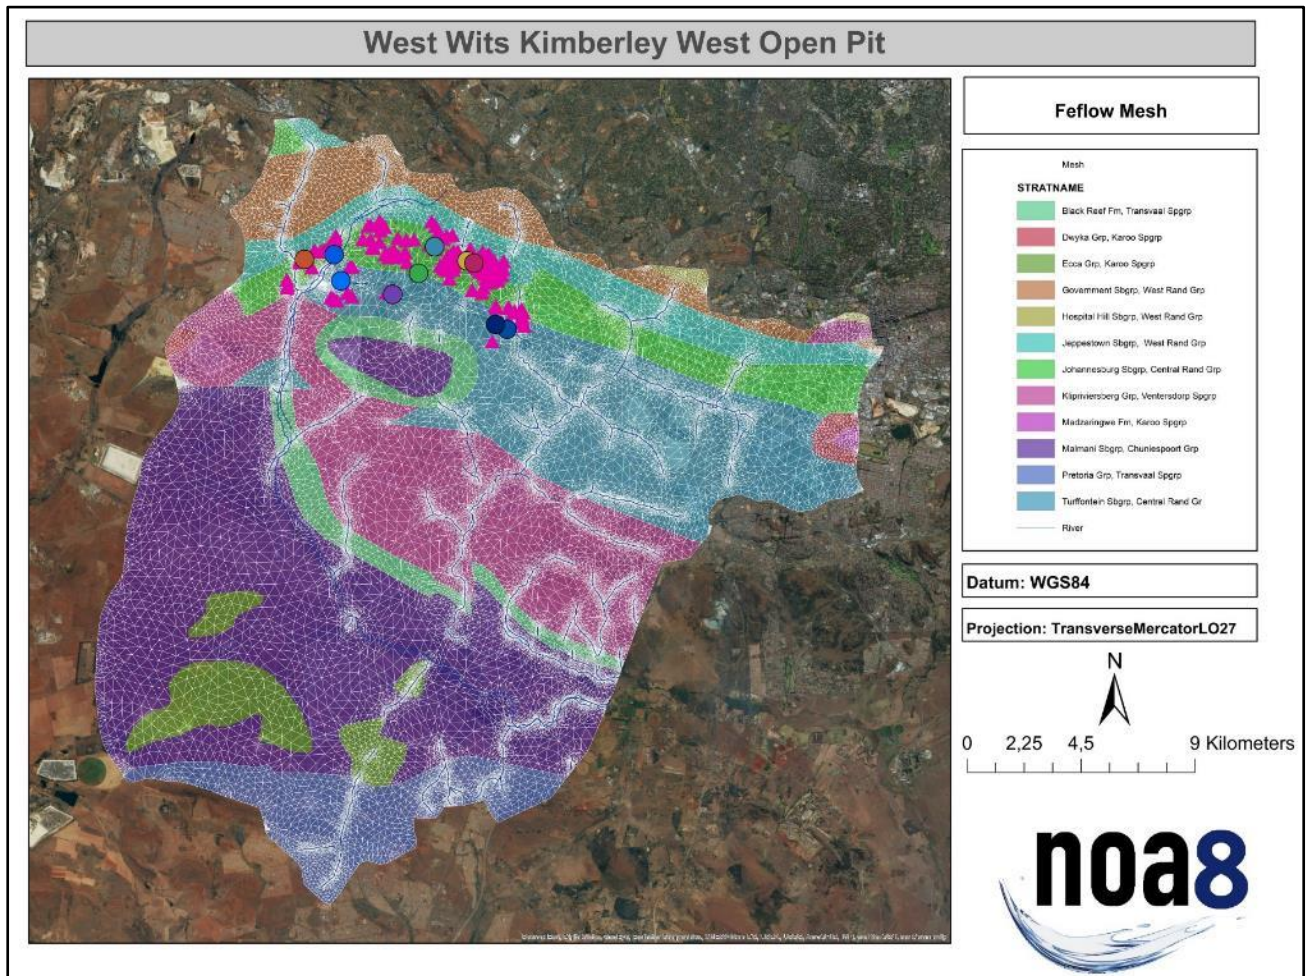 West Wits Kimberley West Open Pit
Feflow Mesh
Mesh
STRATNAME
Black Reef Fm, Transvaal Spgrp
Dwyka Grp, Karoo Spgrp
Ecca Grp, Karoo Spgrp
Government Sbgrp, West Rand Grp
Hospital Hill Sbgrp, West Rand Grp
Jeppestown Sbgrp, West Rand Grp
Johannesburg Sbgrp, Central Rand Grp
Klipriviersberg Grp, Ventersdorp Spgrp
Madzaringwe Fm, Karoo Spgrp
Malmani Sbgrp, Chuniespoort Grp
Pretoria Grp, Transvaal Spgrp
Turffontein Sbgrp, Central Rand Gr
River
Datum: WGS84
Projection: TransverseMercatorLO27
N
0 2,25 4,5 9 Kilometers
noa8